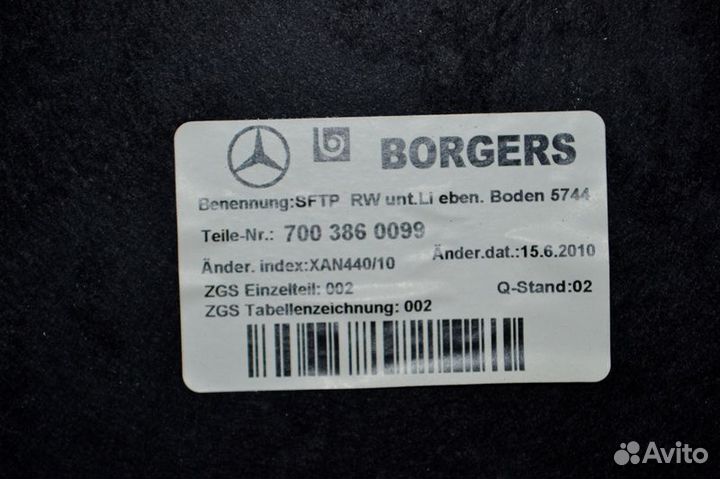 BORGERS
Benennung:SFTP RW unt.Li eben. Boden 5744
Teile-Nr.: 700 386 0099
Änder. index:XAN440/10 Änder.dat.:15.6.2010
ZGS Einzelteil: 002 Q-Stand:02
ZGS Tabellenzeichnung: 002
Avito